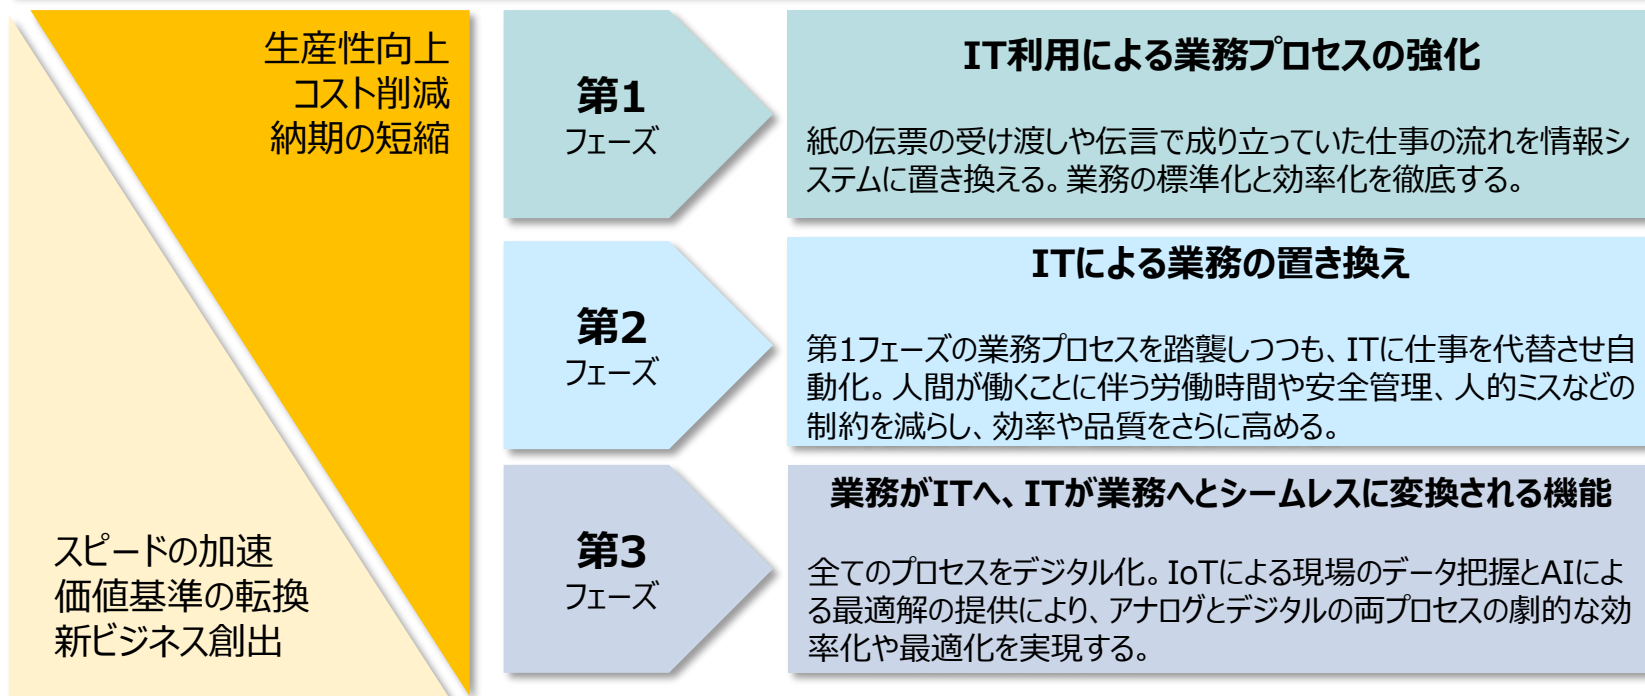 生産性向上
コスト削減
納期の短縮
スピードの加速
価値基準の転換
新ビジネス創出
第1
フェーズ
IT利用による業務プロセスの強化
紙の伝票の受け渡しや伝言で成り立っていた仕事の流れを情報シ
ステムに置き換える。業務の標準化と効率化を徹底する。
第2
フェーズ
ITによる業務の置き換え
第1フェーズの業務プロセスを踏襲しつつも、ITに仕事を代替させ自
動化。人間が働くことに伴う労働時間や安全管理、人的ミスなどの
制約を減らし、効率や品質をさらに高める。
第3
フェーズ
業務がITへ、ITが業務へとシームレスに変換される機能
全てのプロセスをデジタル化。IoTによる現場のデータ把握とAIによ
る最適解の提供により、アナログとデジタルの両プロセスの劇的な効
率化や最適化を実現する。